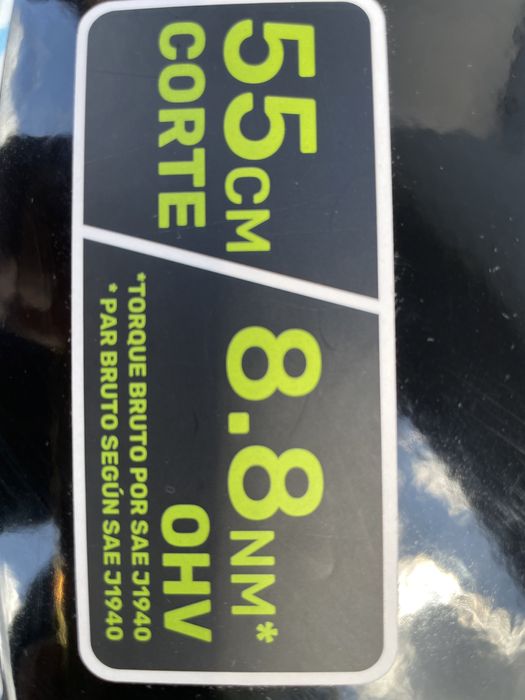 55CM
CORTE
8.8NM*
OHV
*TORQUE BRUTO POR SAE J1940
* PAR BRUTO SEGÚN SAE J1940